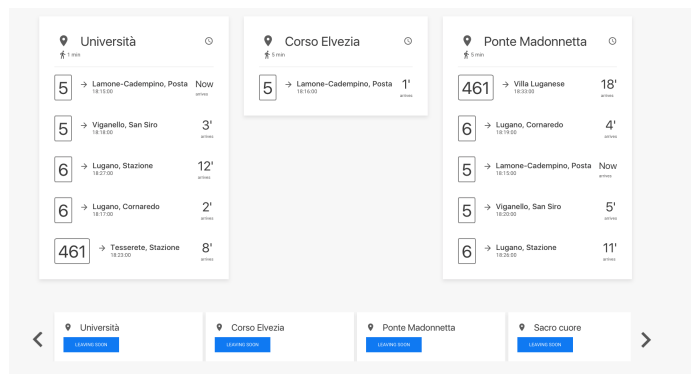 Università
1 min
5 → Lamone-Cadempino, Posta Now
18:15:00 arrives
5 → Viganello, San Siro 3'
18:18:00 arrives
6 → Lugano, Stazione 12'
18:27:00 arrives
6 → Lugano, Cornaredo 2'
18:17:00 arrives
461 → Tesserete, Stazione 8'
18:23:00 arrives
Corso Elvezia
5 min
5 → Lamone-Cadempino, Posta 1'
18:16:00 arrives
Ponte Madonnetta
5 min
461 → Villa Luganese 18'
18:33:00 arrives
6 → Lugano, Cornaredo 4'
18:19:00 arrives
5 → Lamone-Cadempino, Posta Now
18:15:00 arrives
5 → Viganello, San Siro 5'
18:20:00 arrives
6 → Lugano, Stazione 11'
18:26:00 arrives
Università
LEAVING SOON
Corso Elvezia
LEAVING SOON
Ponte Madonnetta
LEAVING SOON
Sacro cuore
LEAVING SOON